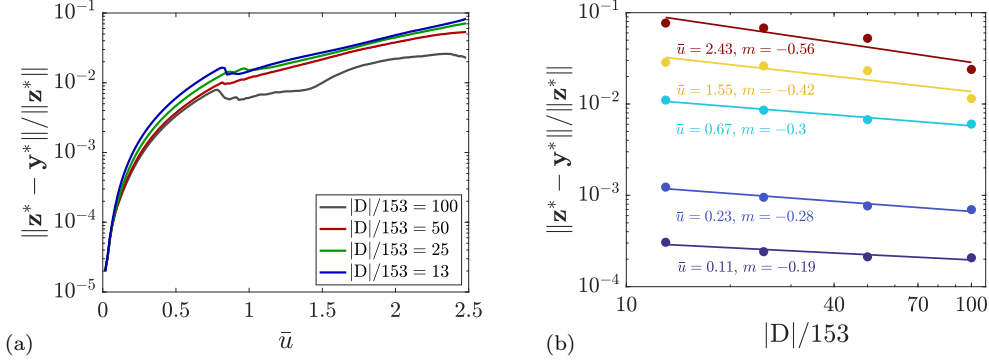 ‖z* − y*‖/‖z*‖
10⁻¹
10⁻²
10⁻³
10⁻⁴
10⁻⁵
0
0.5
1
1.5
2
2.5
ū
|D|/153 = 100
|D|/153 = 50
|D|/153 = 25
|D|/153 = 13
(a)
‖z* − y*‖/‖z*‖
10⁻¹
10⁻²
10⁻³
10⁻⁴
ū = 2.43, m = −0.56
ū = 1.55, m = −0.42
ū = 0.67, m = −0.3
ū = 0.23, m = −0.28
ū = 0.11, m = −0.19
10
40
70
100
|D|/153
(b)